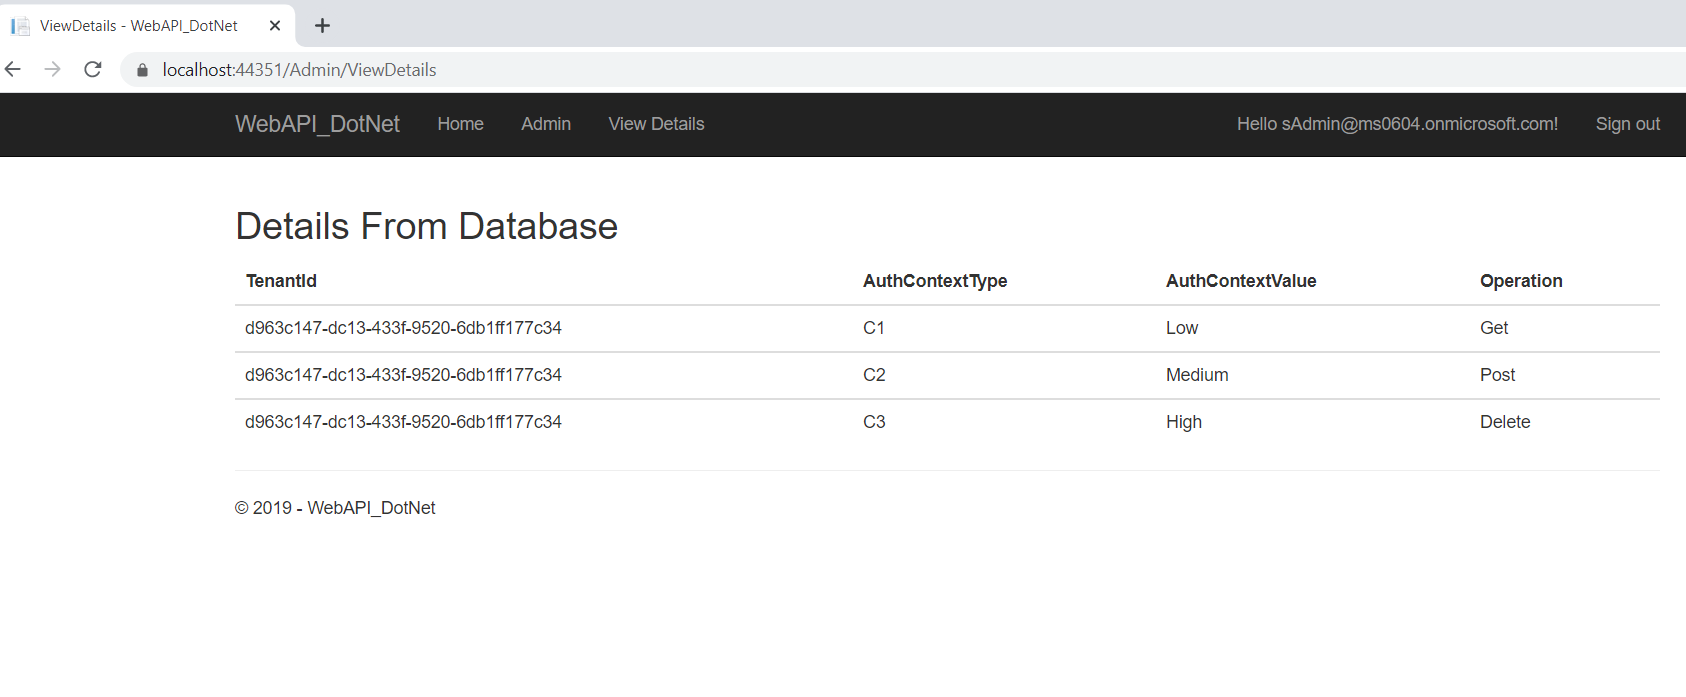 ViewDetails - WebAPI_DotNet
localhost:44351/Admin/ViewDetails
WebAPI_DotNet Home Admin View Details Hello sAdmin@ms0604.onmicrosoft.com! Sign out
Details From Database
TenantId AuthContextType AuthContextValue Operation
d963c147-dc13-433f-9520-6db1ff177c34 C1 Low Get
d963c147-dc13-433f-9520-6db1ff177c34 C2 Medium Post
d963c147-dc13-433f-9520-6db1ff177c34 C3 High Delete
© 2019 - WebAPI_DotNet